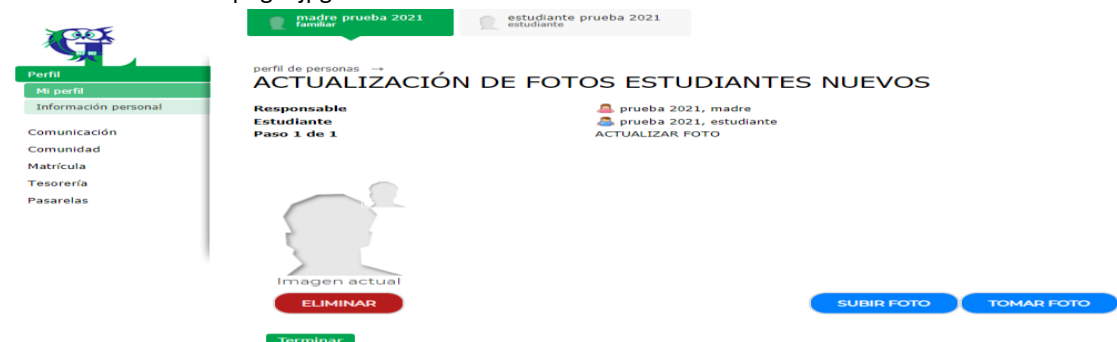 madre prueba 2021
familiar
estudiante prueba 2021
estudiante
Perfil
Mi perfil
Información personal
Comunicación
Comunidad
Matrícula
Tesorería
Pasarelas
perfil de personas →
ACTUALIZACIÓN DE FOTOS ESTUDIANTES NUEVOS
Responsable prueba 2021, madre
Estudiante prueba 2021, estudiante
Paso 1 de 1 ACTUALIZAR FOTO
Imagen actual
ELIMINAR SUBIR FOTO TOMAR FOTO
Terminar